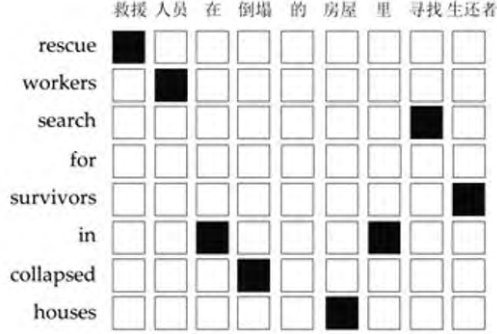 救援 人员 在 倒塌 的 房屋 里 寻找 生还者
rescue
workers
search
for
survivors
in
collapsed
houses